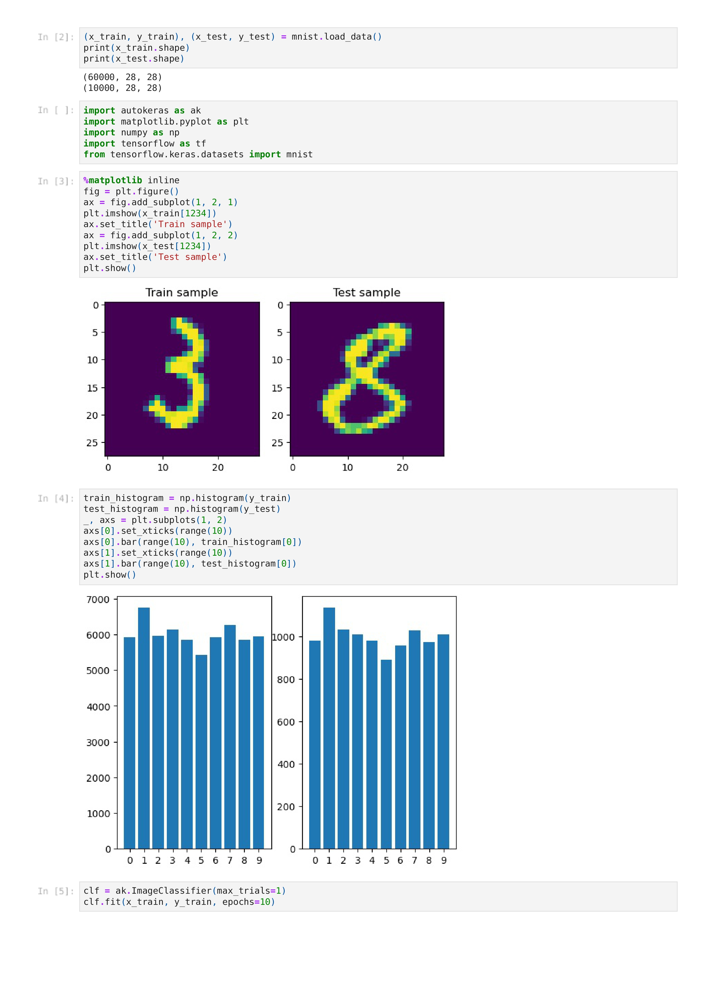 In [2]:
(x_train, y_train), (x_test, y_test) = mnist.load_data()
print(x_train.shape)
print(x_test.shape)
(60000, 28, 28)
(10000, 28, 28)
In [ ]:
import autokeras as ak
import matplotlib.pyplot as plt
import numpy as np
import tensorflow as tf
from tensorflow.keras.datasets import mnist
In [3]:
%matplotlib inline
fig = plt.figure()
ax = fig.add_subplot(1, 2, 1)
plt.imshow(x_train[1234])
ax.set_title('Train sample')
ax = fig.add_subplot(1, 2, 2)
plt.imshow(x_test[1234])
ax.set_title('Test sample')
plt.show()
Train sample
0
5
10
15
20
25
0 10 20
Test sample
0
5
10
15
20
25
0 10 20
In [4]:
train_histogram = np.histogram(y_train)
test_histogram = np.histogram(y_test)
_, axs = plt.subplots(1, 2)
axs[0].set_xticks(range(10))
axs[0].bar(range(10), train_histogram[0])
axs[1].set_xticks(range(10))
axs[1].bar(range(10), test_histogram[0])
plt.show()
7000
6000
5000
4000
3000
2000
1000
0
0 1 2 3 4 5 6 7 8 9
1000
800
600
400
200
0
0 1 2 3 4 5 6 7 8 9
In [5]:
clf = ak.ImageClassifier(max_trials=1)
clf.fit(x_train, y_train, epochs=10)